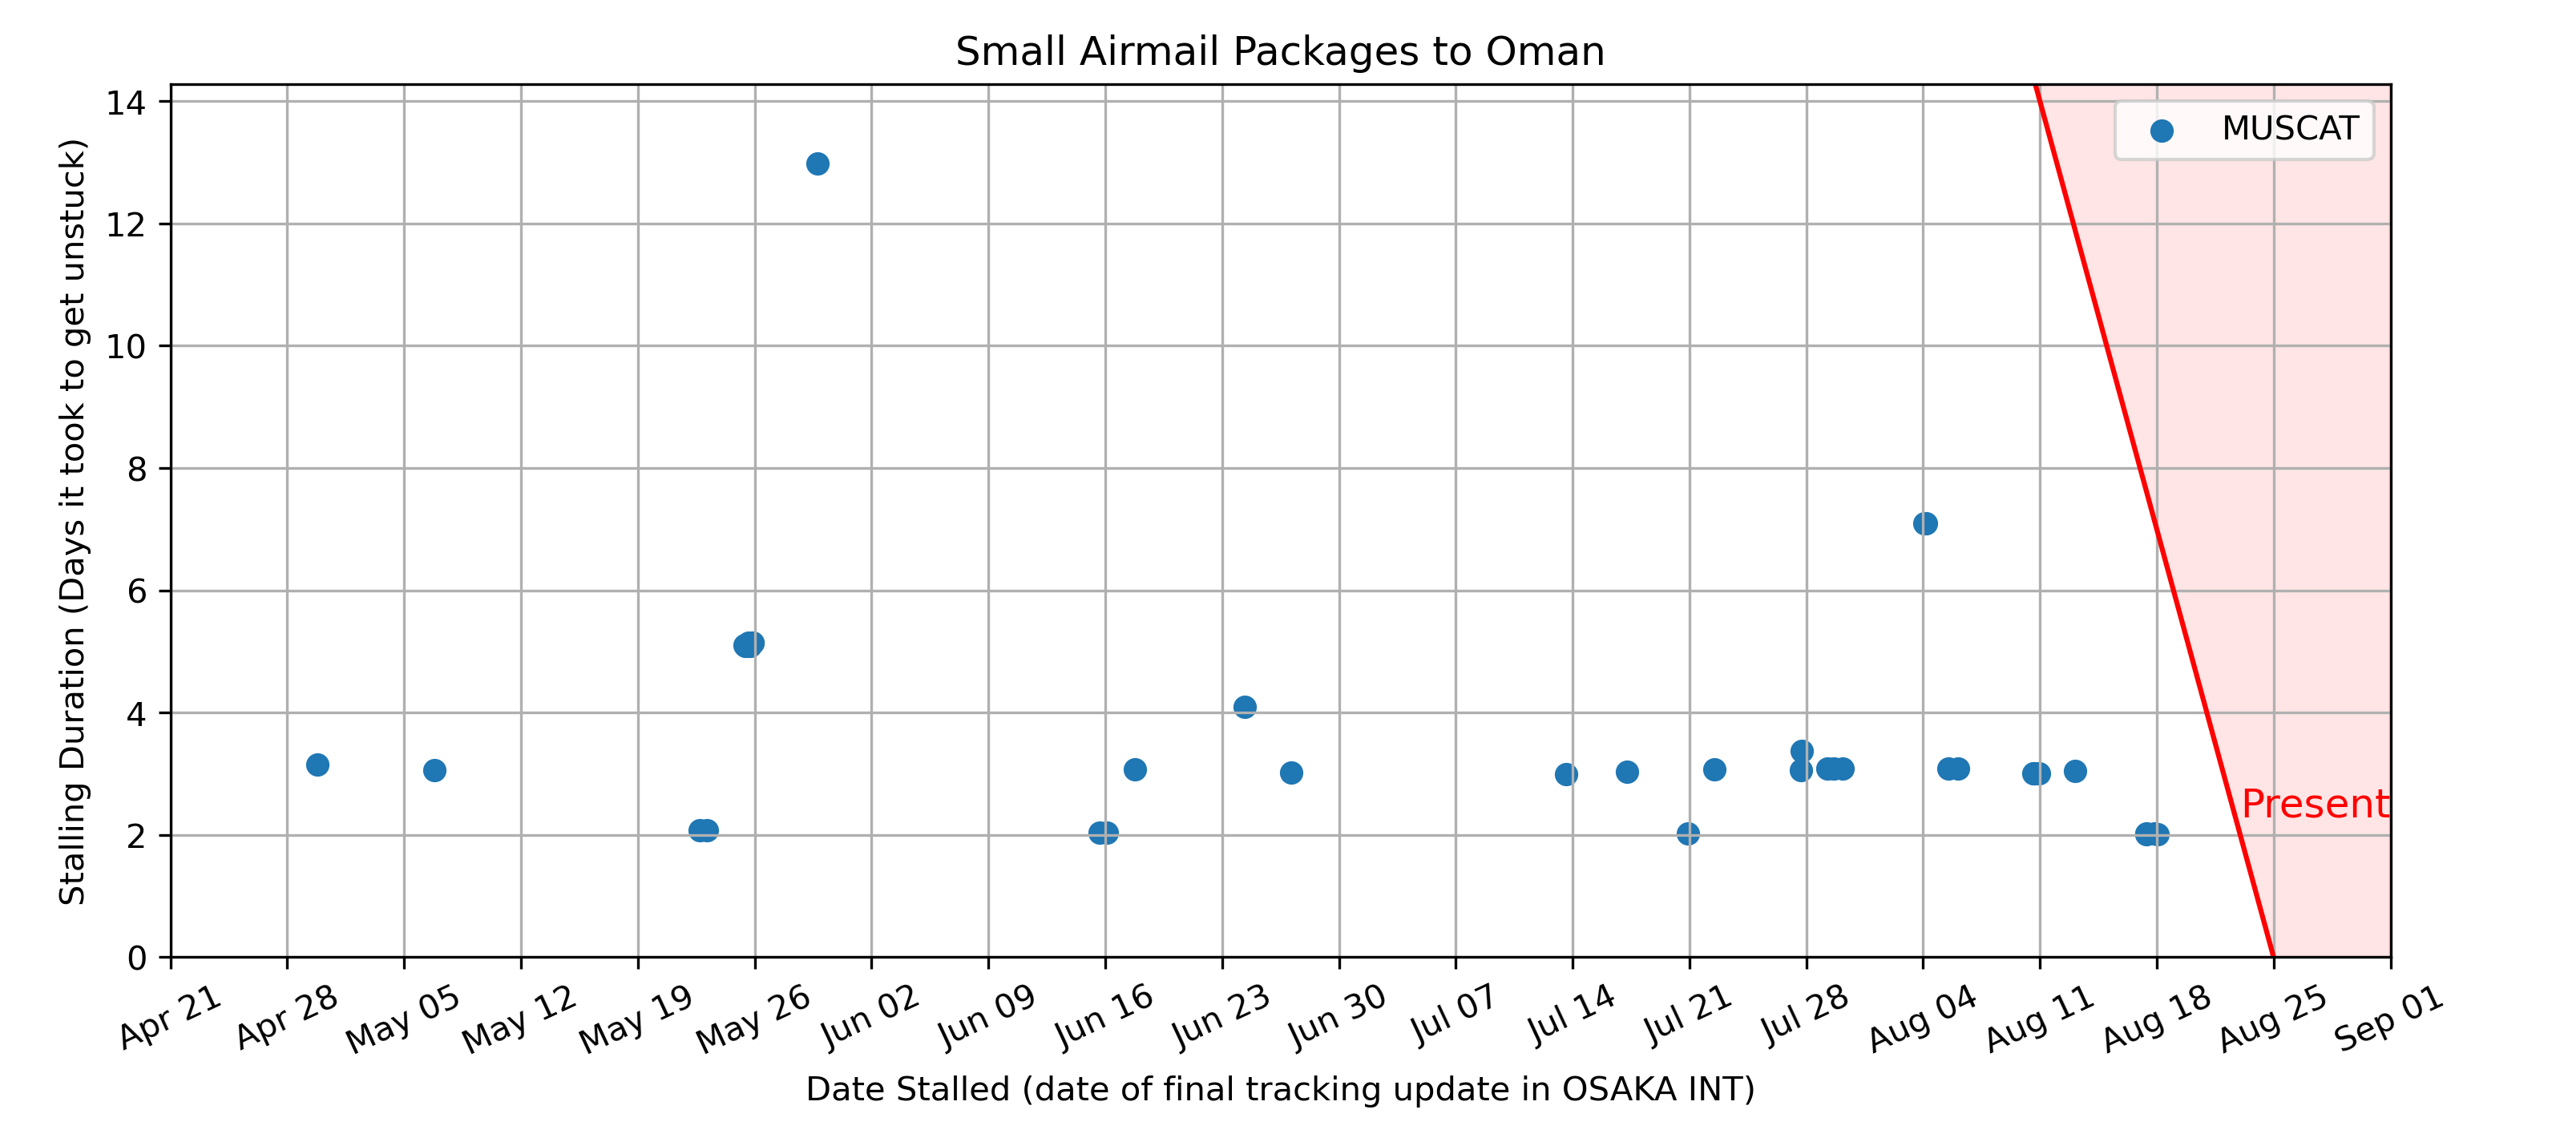 Small Airmail Packages to Oman
MUSCAT
Present
Stalling Duration (Days it took to get unstuck)
14
12
10
8
6
4
2
0
Apr 21
Apr 28
May 05
May 12
May 19
May 26
Jun 02
Jun 09
Jun 16
Jun 23
Jun 30
Jul 07
Jul 14
Jul 21
Jul 28
Aug 04
Aug 11
Aug 18
Aug 25
Sep 01
Date Stalled (date of final tracking update in OSAKA INT)